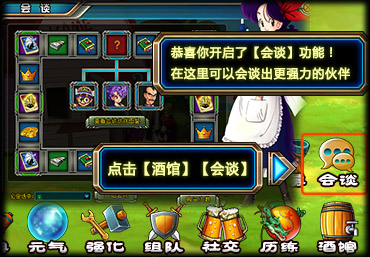 会 谈
恭喜你开启了【会谈】功能！
在这里可以会谈出更强力的伙伴
?
点击【酒馆】【会谈】
会谈
元气 强化 组队 社交 历练 酒馆